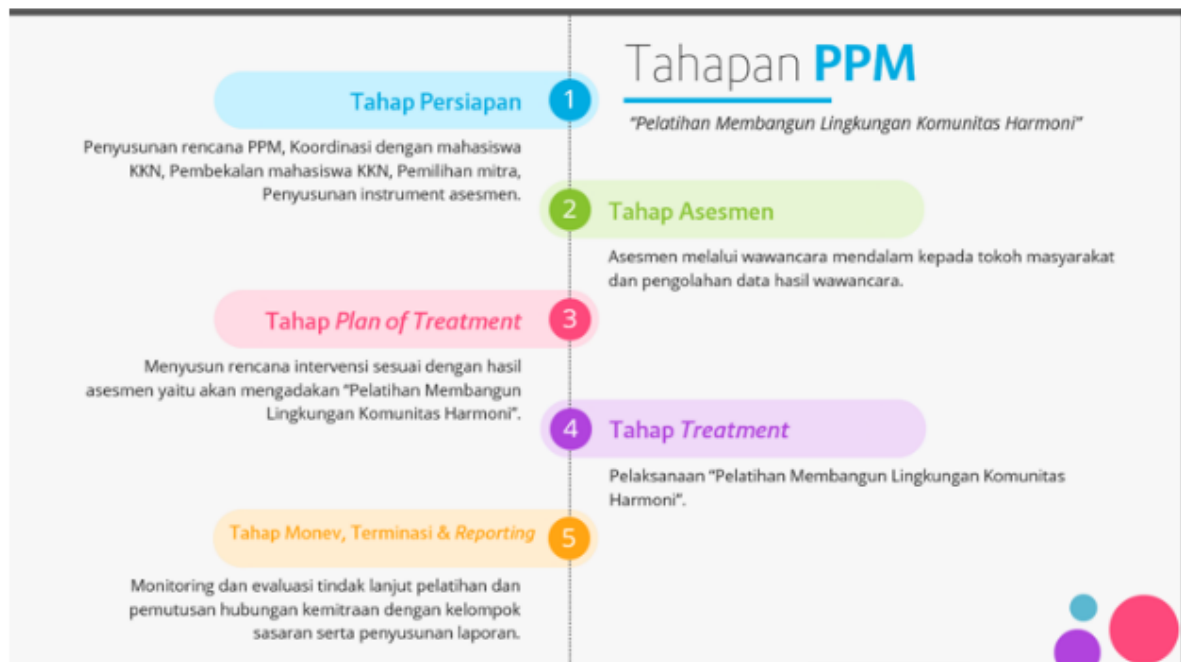 Tahapan PPM
"Pelatihan Membangun Lingkungan Komunitas Harmoni"
1
Tahap Persiapan
Penyusunan rencana PPM, Koordinasi dengan mahasiswa
KKN, Pembekalan mahasiswa KKN, Pemilihan mitra,
Penyusunan instrument asesmen.
2
Tahap Asesmen
Asesmen melalui wawancara mendalam kepada tokoh masyarakat
dan pengolahan data hasil wawancara.
3
Tahap Plan of Treatment
Menyusun rencana intervensi sesuai dengan hasil
asesmen yaitu akan mengadakan "Pelatihan Membangun
Lingkungan Komunitas Harmoni".
4
Tahap Treatment
Pelaksanaan "Pelatihan Membangun Lingkungan Komunitas
Harmoni".
5
Tahap Monev, Terminasi & Reporting
Monitoring dan evaluasi tindak lanjut pelatihan dan
pemutusan hubungan kemitraan dengan kelompok
sasaran serta penyusunan laporan.